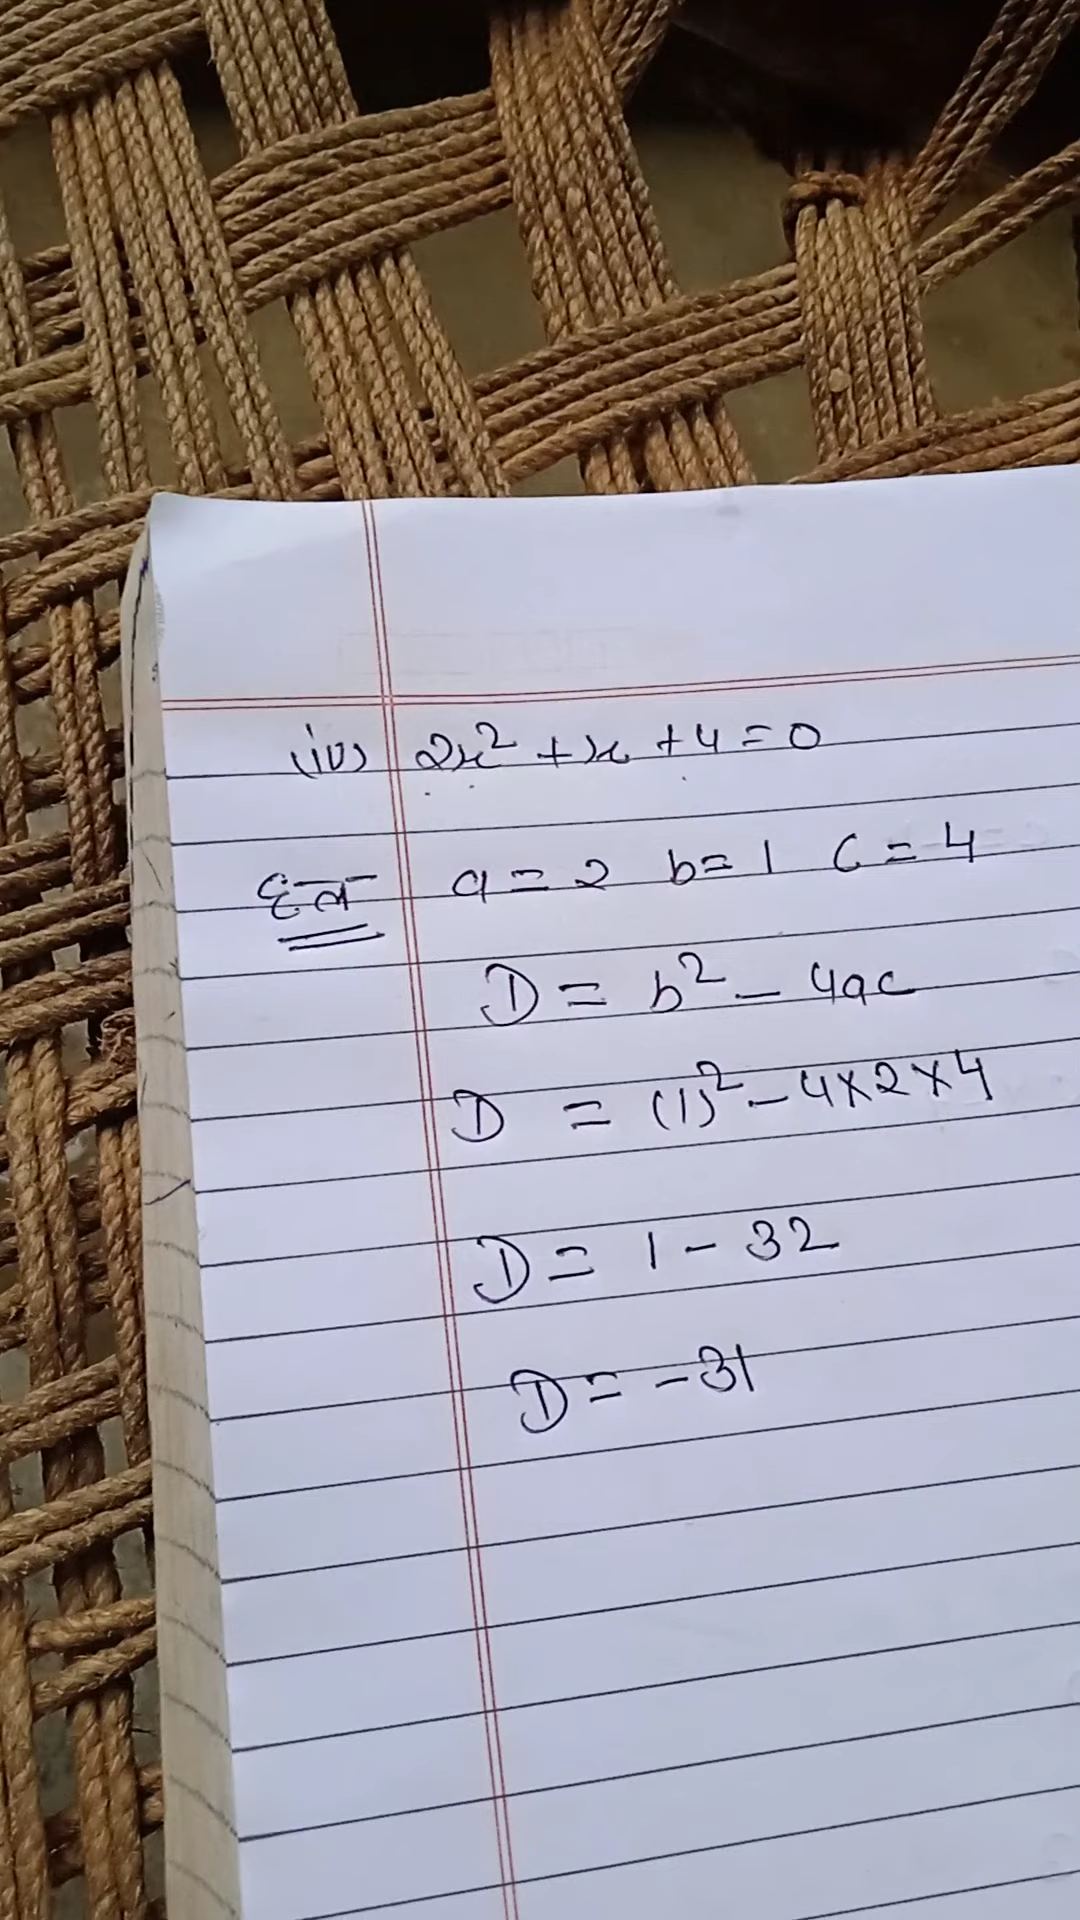 (iv) 2x² + x + 4 = 0
हल a = 2 b = 1 c = 4
D = b² - 4ac
D = (1)² - 4×2×4
D = 1 - 32
D = -31